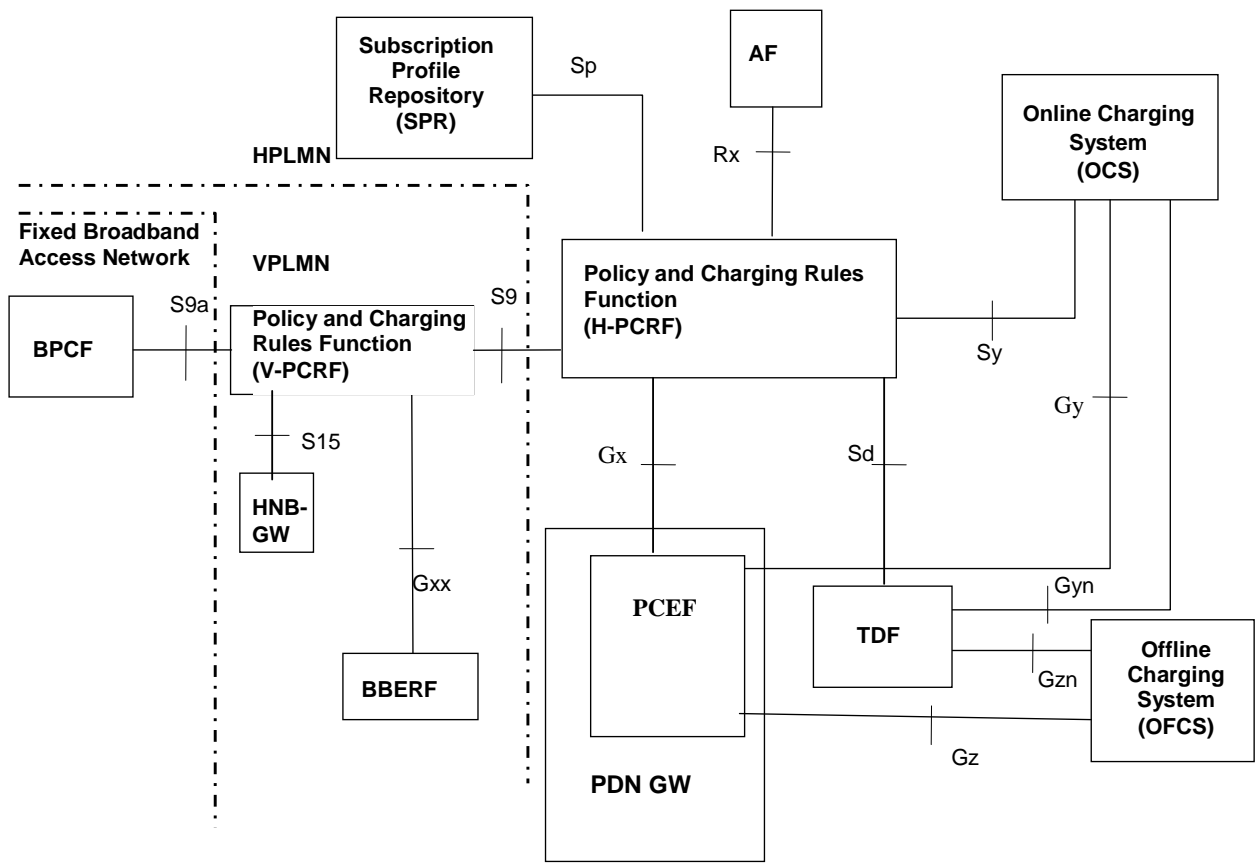 Subscription
Profile
Repository
(SPR)
Sp
AF
Rx
Online Charging
System
(OCS)
HPLMN
Fixed Broadband
Access Network
VPLMN
S9a
S9
BPCF
Policy and Charging
Rules Function
(V-PCRF)
Policy and Charging Rules
Function
(H-PCRF)
Sy
Gy
S15
Gx
Sd
HNB-
GW
Gxx
PCEF
Gyn
TDF
BBERF
Gzn
Offline
Charging
System
(OFCS)
Gz
PDN GW